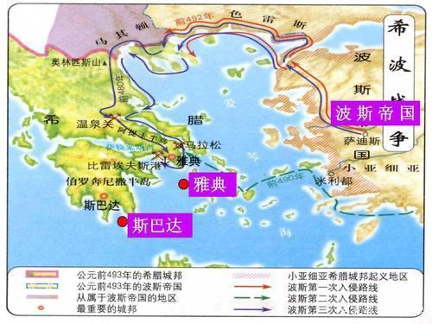 希波战争
马其顿
色雷斯
前492年
奥林匹斯山
前480年
波斯
波斯帝国
萨迪斯
国
小亚细亚
希
腊
爱
琴
海
温泉关
马拉松
雅典
比雷埃夫斯港
雅典
伯罗奔尼撒半岛
前490年
米利都
斯巴达
斯巴达
公元前493年的希腊城邦
公元前493年的波斯帝国
从属于波斯帝国的地区
最重要的城邦
小亚细亚希腊城邦起义地区
波斯第一次入侵路线
波斯第二次入侵路线
波斯第三次入侵路线